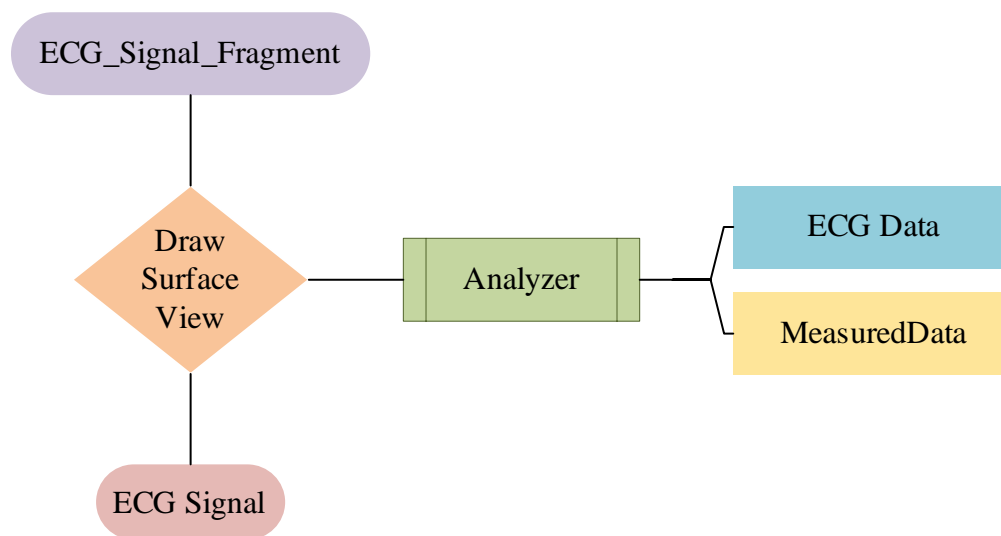 ECG_Signal_Fragment
Draw
Surface
View
Analyzer
ECG Data
MeasuredData
ECG Signal